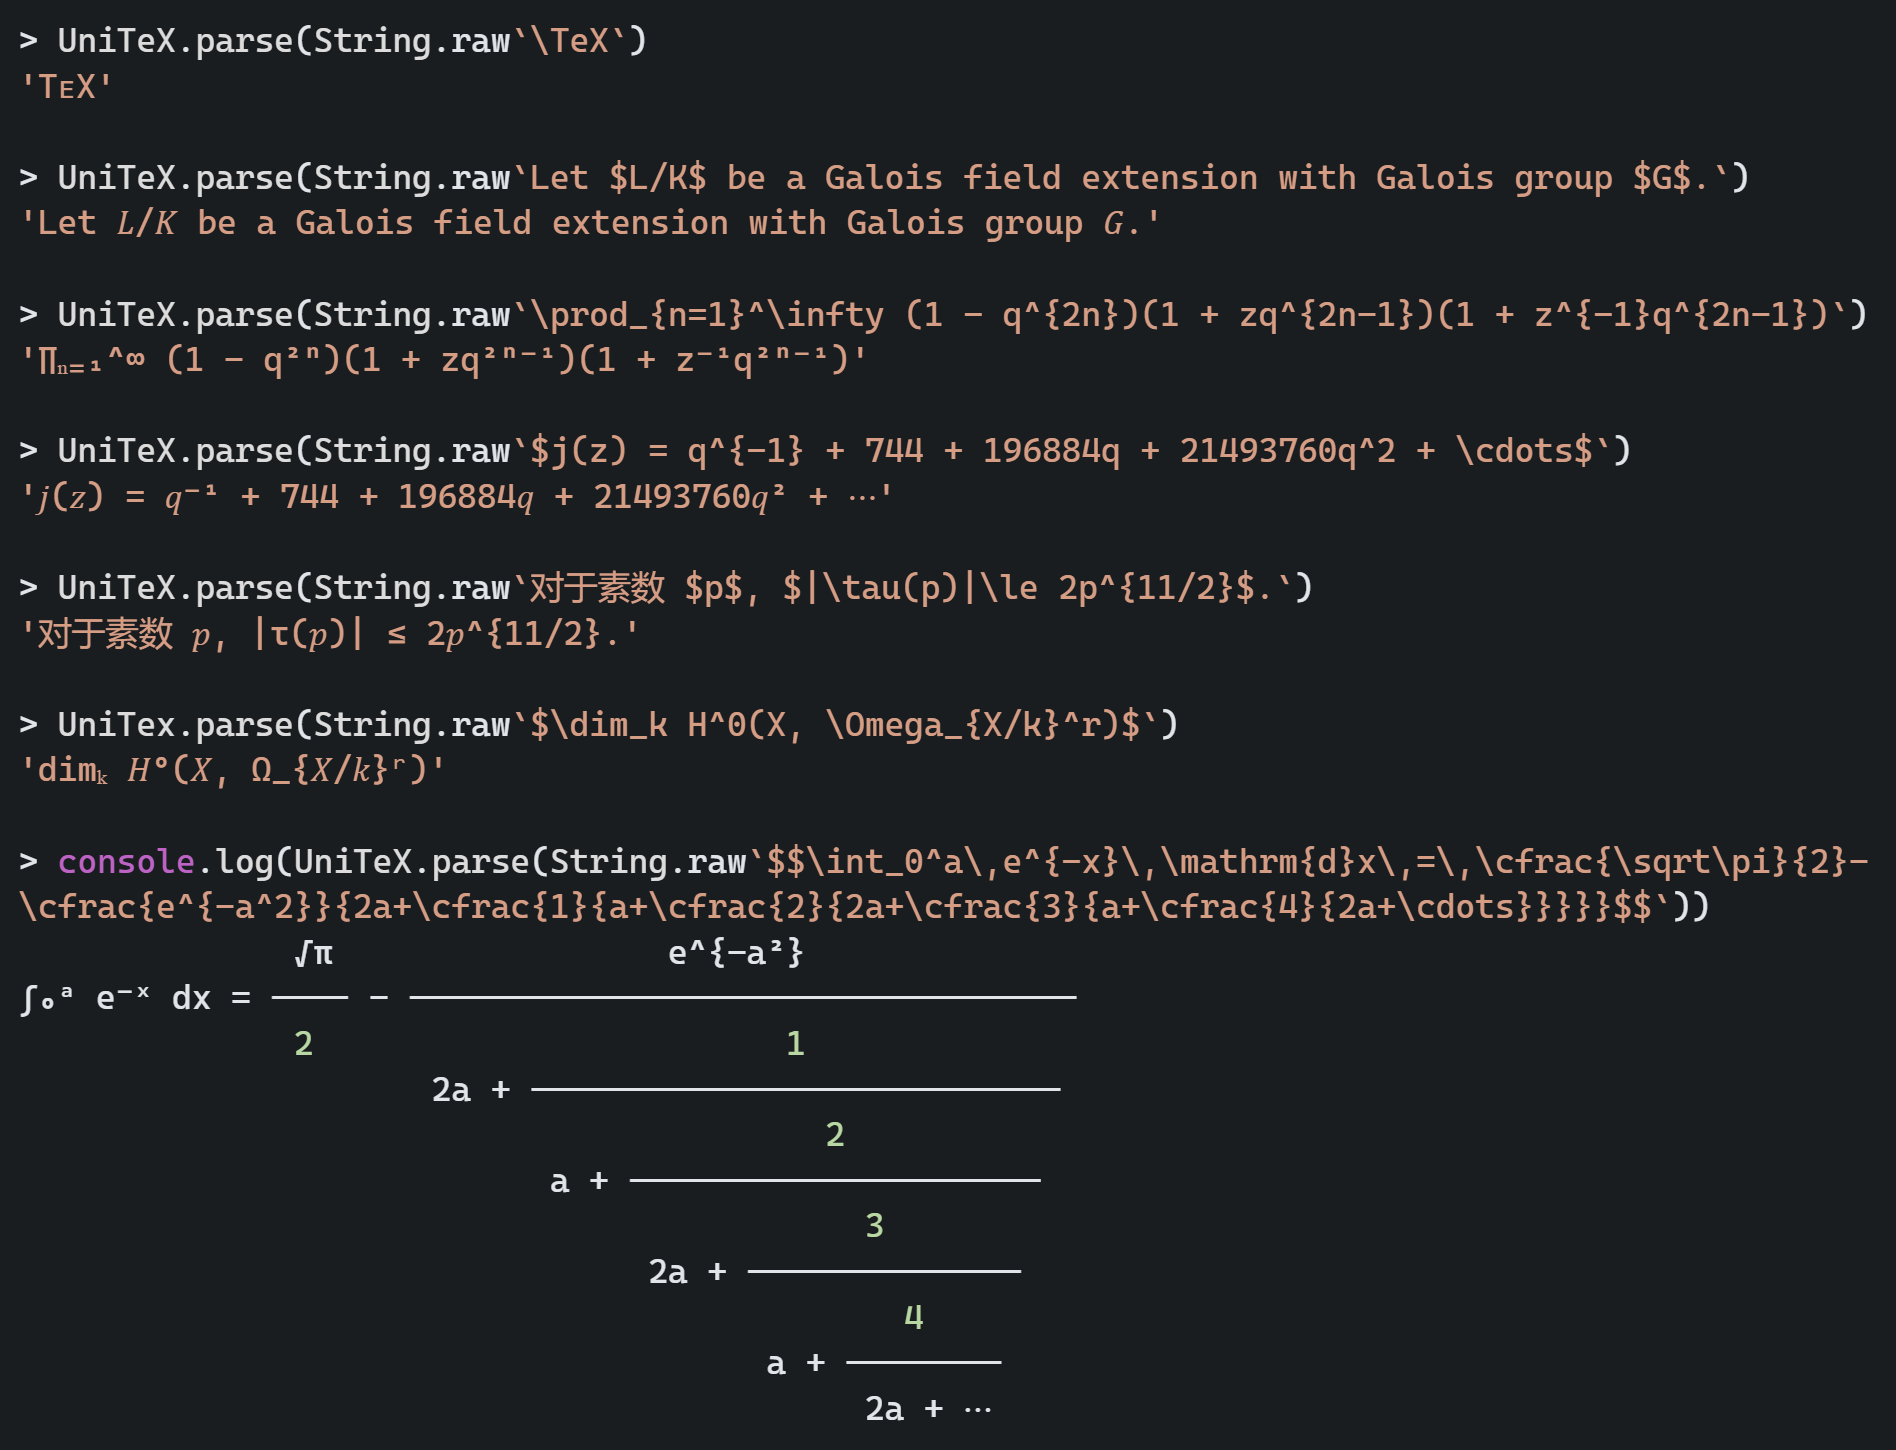 > UniTeX.parse(String.raw`\TeX`)
'TᴇX'
> UniTeX.parse(String.raw`Let $L/K$ be a Galois field extension with Galois group $G$.`)
'Let 𝐿/𝐾 be a Galois field extension with Galois group 𝐺.'
> UniTeX.parse(String.raw`\prod_{n=1}^\infty (1 - q^{2n})(1 + zq^{2n-1})(1 + z^{-1}q^{2n-1})`)
'∏ₙ₌₁^∞ (1 − q²ⁿ)(1 + zq²ⁿ⁻¹)(1 + z⁻¹q²ⁿ⁻¹)'
> UniTeX.parse(String.raw`$j(z) = q^{-1} + 744 + 196884q + 21493760q^2 + \cdots$`)
'𝑗(𝑧) = 𝑞⁻¹ + 744 + 196884𝑞 + 21493760𝑞² + ⋯'
> UniTeX.parse(String.raw`对于素数 $p$, $|\tau(p)|\le 2p^{11/2}$.`)
'对于素数 𝑝, |τ(𝑝)| ≤ 2𝑝^{11/2}.'
> UniTex.parse(String.raw`$\dim_k H^0(X, \Omega_{X/k}^r)$`)
'dimₖ 𝐻⁰(𝑋, Ω_{𝑋/𝑘}ʳ)'
> console.log(UniTeX.parse(String.raw`$$\int_0^a\,e^{-x}\,\mathrm{d}x\,=\,\cfrac{\sqrt\pi}{2}-
\cfrac{e^{-a^2}}{2a+\cfrac{1}{a+\cfrac{2}{2a+\cfrac{3}{a+\cfrac{4}{2a+\cdots}}}}}$$`))
√π e^{−a²}
∫₀ᵃ e⁻ˣ dx = ──── − ──────────────────────────────────
2 1
2a + ───────────────────────────
2
a + ─────────────────────
3
2a + ──────────────
4
a + ────────
2a + ⋯